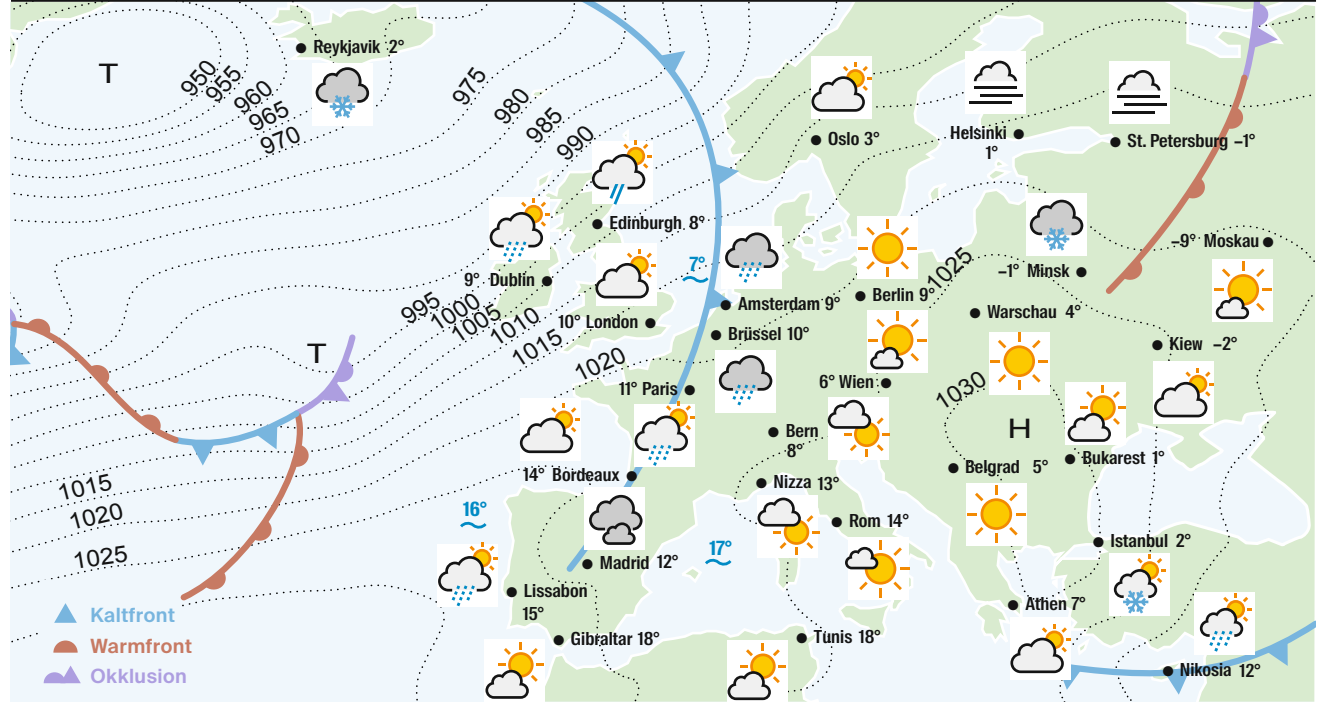 Reykjavik 2°
T
950
955
960
965
970
975
980
985
990
Oslo 3°
Helsinki
1°
St. Petersburg –1°
Edinburgh 8°
–9° Moskau
7°
1025
–1° Minsk
9° Dublin
Berlin 9°
Amsterdam 9°
995
1000
1005
1010
1015
1020
10° London
Warschau 4°
Brüssel 10°
Kiew –2°
T
6° Wien
11° Paris
1030
H
Bern
8°
Bukarest 1°
Belgrad 5°
14° Bordeaux
Nizza 13°
1015
1020
1025
16°
Rom 14°
Istanbul 2°
17°
Madrid 12°
Lissabon
15°
Athen 7°
Kaltfront
Warmfront
Okklusion
Gibraltar 18°
Tunis 18°
Nikosia 12°